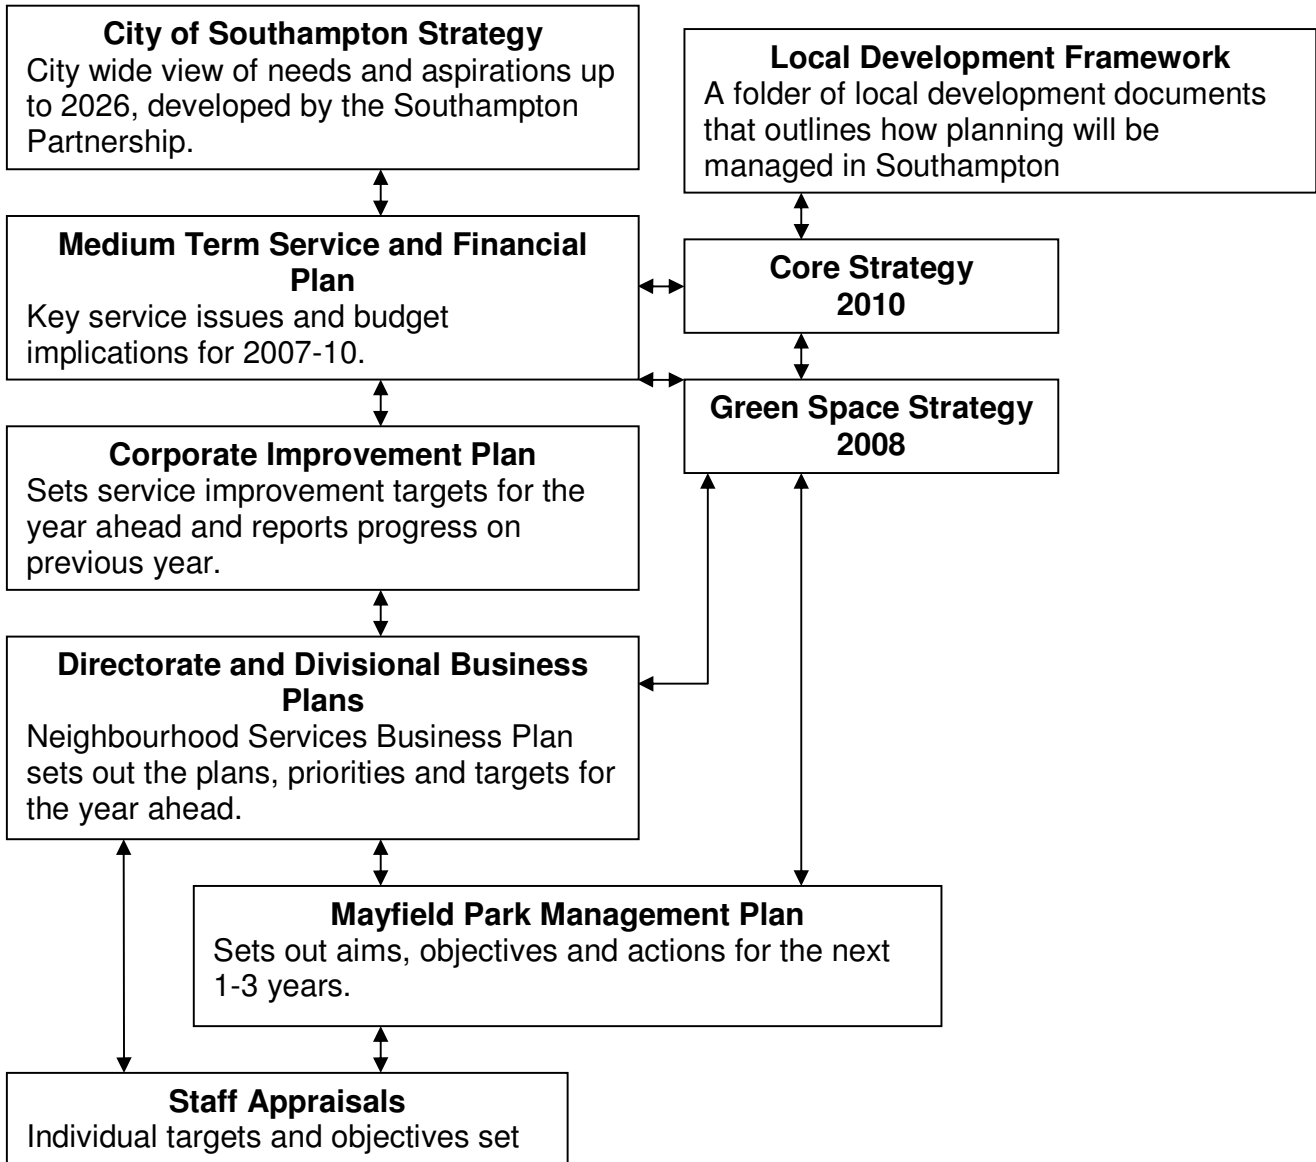 City of Southampton Strategy
City wide view of needs and aspirations up
to 2026, developed by the Southampton
Partnership.
Local Development Framework
A folder of local development documents
that outlines how planning will be
managed in Southampton
Medium Term Service and Financial
Plan
Key service issues and budget
implications for 2007-10.
Core Strategy
2010
Green Space Strategy
2008
Corporate Improvement Plan
Sets service improvement targets for the
year ahead and reports progress on
previous year.
Directorate and Divisional Business
Plans
Neighbourhood Services Business Plan
sets out the plans, priorities and targets for
the year ahead.
Mayfield Park Management Plan
Sets out aims, objectives and actions for the next
1-3 years.
Staff Appraisals
Individual targets and objectives set